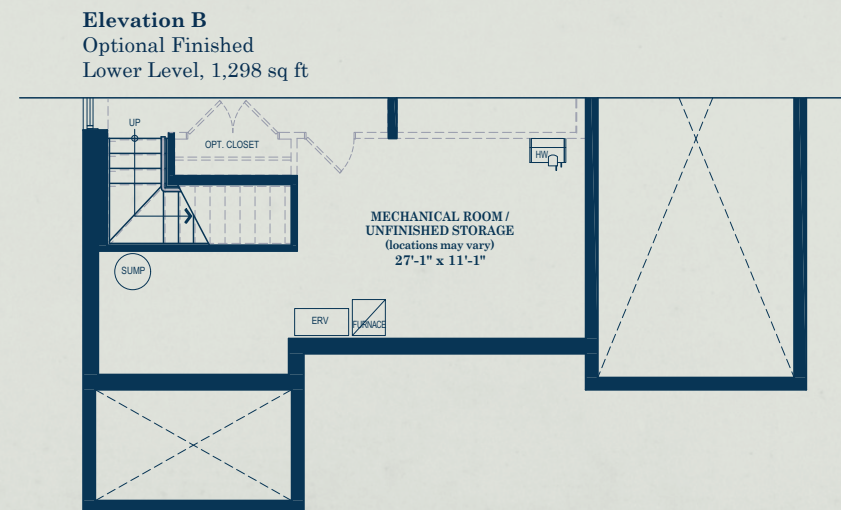 Elevation B
Optional Finished
Lower Level, 1,298 sq ft
UP
OPT. CLOSET
HW
MECHANICAL ROOM /
UNFINISHED STORAGE
(locations may vary)
27'-1" x 11'-1"
SUMP
ERV
FURNACE